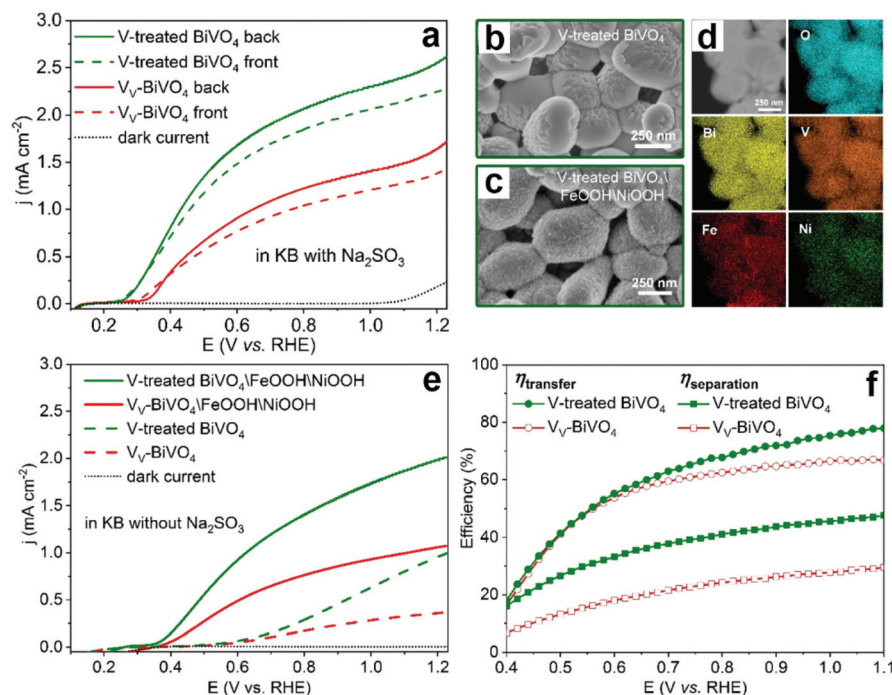 a
V-treated BiVO₄ back
V-treated BiVO₄ front
Vᵥ-BiVO₄ back
Vᵥ-BiVO₄ front
dark current
in KB with Na₂SO₃
j (mA cm⁻²)
3.0
2.5
2.0
1.5
1.0
0.5
0.0
0.2 0.4 0.6 0.8 1.0 1.2
E (V vs. RHE)
b
V-treated BiVO₄
250 nm
c
V-treated BiVO₄\
FeOOH\NiOOH
250 nm
d
250 nm
O
Bi
V
Fe
Ni
e
V-treated BiVO₄\FeOOH\NiOOH
Vᵥ-BiVO₄\FeOOH\NiOOH
V-treated BiVO₄
Vᵥ-BiVO₄
dark current
in KB without Na₂SO₃
j (mA cm⁻²)
3.0
2.5
2.0
1.5
1.0
0.5
0.0
0.2 0.4 0.6 0.8 1.0 1.2
E (V vs. RHE)
f
ηtransfer ηseparation
V-treated BiVO₄ V-treated BiVO₄
Vᵥ-BiVO₄ Vᵥ-BiVO₄
Efficiency (%)
100
80
60
40
20
0
0.4 0.5 0.6 0.7 0.8 0.9 1.0 1.1
E (V vs. RHE)